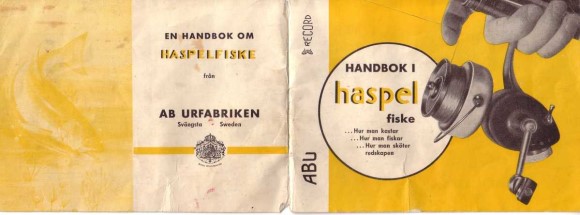 EN HANDBOK OM
HASPELFISKE
från
AB URFABRIKEN
Svängsta Sweden
ABU
RECORD
HANDBOK I
haspel
fiske
...Hur man kastar
...Hur man fiskar
...Hur man sköter
redskapen